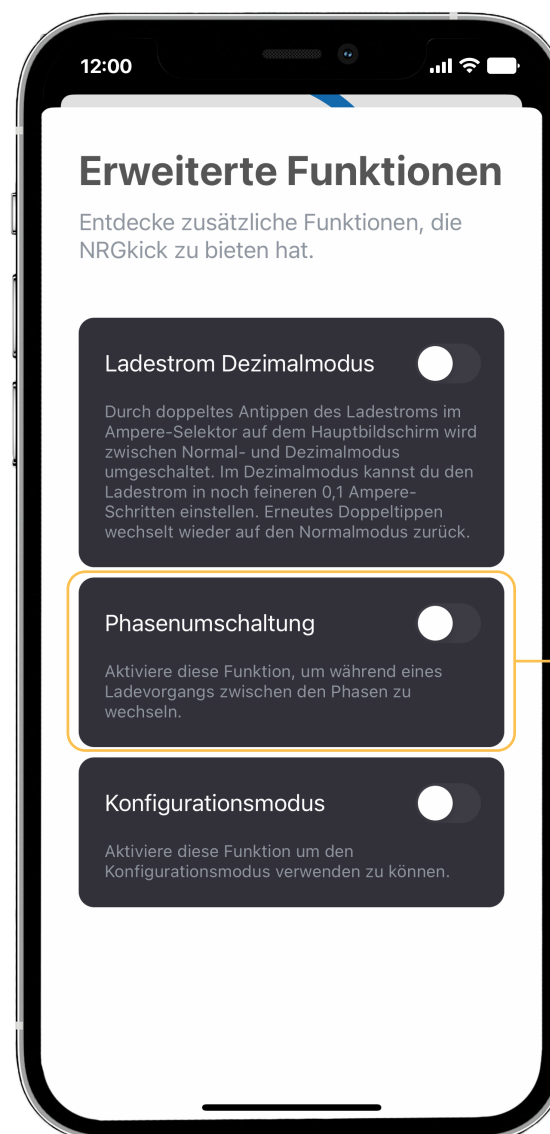 12:00
Erweiterte Funktionen
Entdecke zusätzliche Funktionen, die
NRGkick zu bieten hat.
Ladestrom Dezimalmodus
Durch doppeltes Antippen des Ladestroms im
Ampere-Selektor auf dem Hauptbildschirm wird
zwischen Normal- und Dezimalmodus
umgeschaltet. Im Dezimalmodus kannst du den
Ladestrom in noch feineren 0,1 Ampere-
Schritten einstellen. Erneutes Doppeltippen
wechselt wieder auf den Normalmodus zurück.
Phasenumschaltung
Aktiviere diese Funktion, um während eines
Ladevorgangs zwischen den Phasen zu
wechseln.
Konfigurationsmodus
Aktiviere diese Funktion um den
Konfigurationsmodus verwenden zu können.